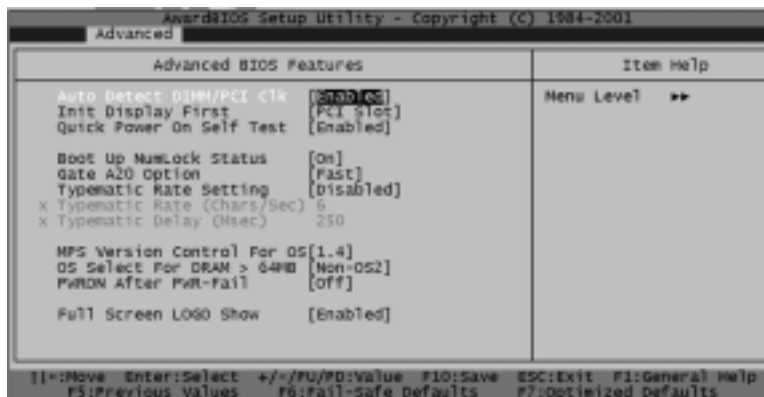 AwardBIOS Setup Utility - Copyright (C) 1984-2001
Advanced
Advanced BIOS Features
Item Help
Auto Detect DIMM/PCI Clk [Enabled]
Menu Level ▸▸
Init Display First [PCI Slot]
Quick Power On Self Test [Enabled]
Boot Up NumLock Status [On]
Gate A20 Option [Fast]
Typematic Rate Setting [Disabled]
x Typematic Rate (Chars/Sec) 6
x Typematic Delay (Msec) 250
MPS Version Control For OS[1.4]
OS Select For DRAM > 64MB [Non-OS2]
PWRON After PWR-Fail [Off]
Full Screen LOGO Show [Enabled]
:Move Enter:Select +/-/PU/PD:Value F10:Save ESC:Exit F1:General Help
F5:Previous Values F6:Fail-Safe Defaults F7:Optimized Defaults